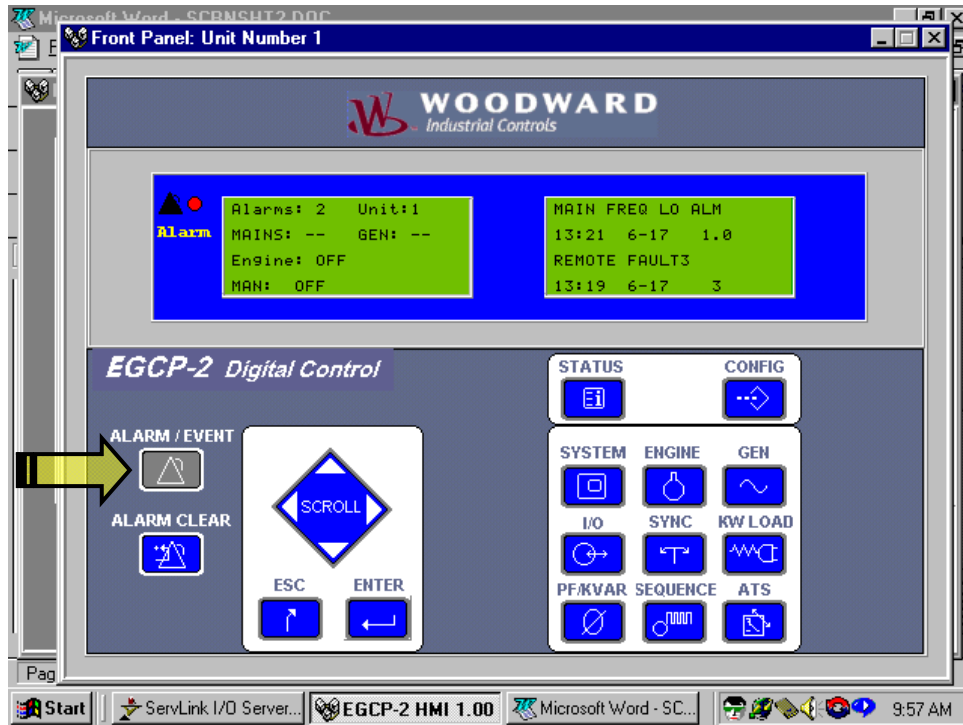 Microsoft Word - SCRNSHT2.DOC
Front Panel: Unit Number 1
WOODWARD
Industrial Controls
Alarm
Alarms: 2 Unit:1
MAINS: -- GEN: --
Engine: OFF
MAN: OFF
MAIN FREQ LO ALM
13:21 6-17 1.0
REMOTE FAULT3
13:19 6-17 3
EGCP-2 Digital Control
STATUS
CONFIG
ALARM / EVENT
ALARM CLEAR
SCROLL
ESC
ENTER
SYSTEM
ENGINE
GEN
I/O
SYNC
KW LOAD
PF/KVAR
SEQUENCE
ATS
Pag
Start
ServLink I/O Server...
EGCP-2 HMI 1.00
Microsoft Word - SC...
9:57 AM